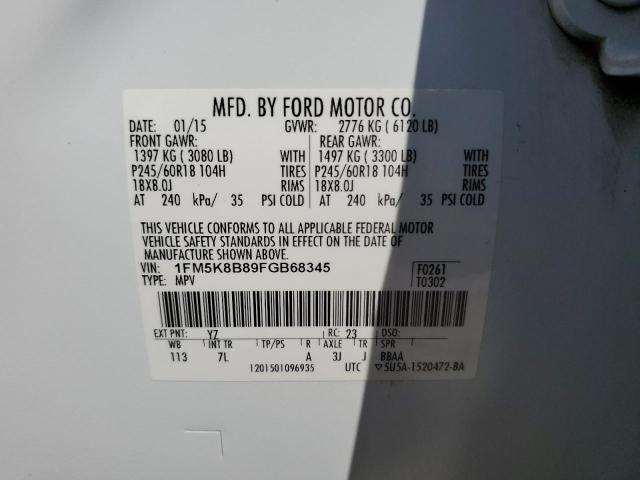 MFD. BY FORD MOTOR CO.
DATE: 01/15 GVWR: 2776 KG ( 6120 LB)
FRONT GAWR: REAR GAWR:
1397 KG ( 3080 LB) WITH 1497 KG ( 3300 LB) WITH
P245/60R18 104H TIRES P245/60R18 104H TIRES
18X8.0J RIMS 18X8.0J RIMS
AT 240 kPa/ 35 PSI COLD AT 240 kPa/ 35 PSI COLD
THIS VEHICLE CONFORMS TO ALL APPLICABLE FEDERAL MOTOR
VEHICLE SAFETY STANDARDS IN EFFECT ON THE DATE OF
MANUFACTURE SHOWN ABOVE.
VIN: 1FM5K8B89FGB68345 F0261
TYPE: MPV T0302
EXT PNT: YZ RC: 23 DSO:
WB INT TR TP/PS R AXLE TR SPR
113 7L A 3J J BBAA
1201501096935 UTC ▽5U5A-1520472-BA